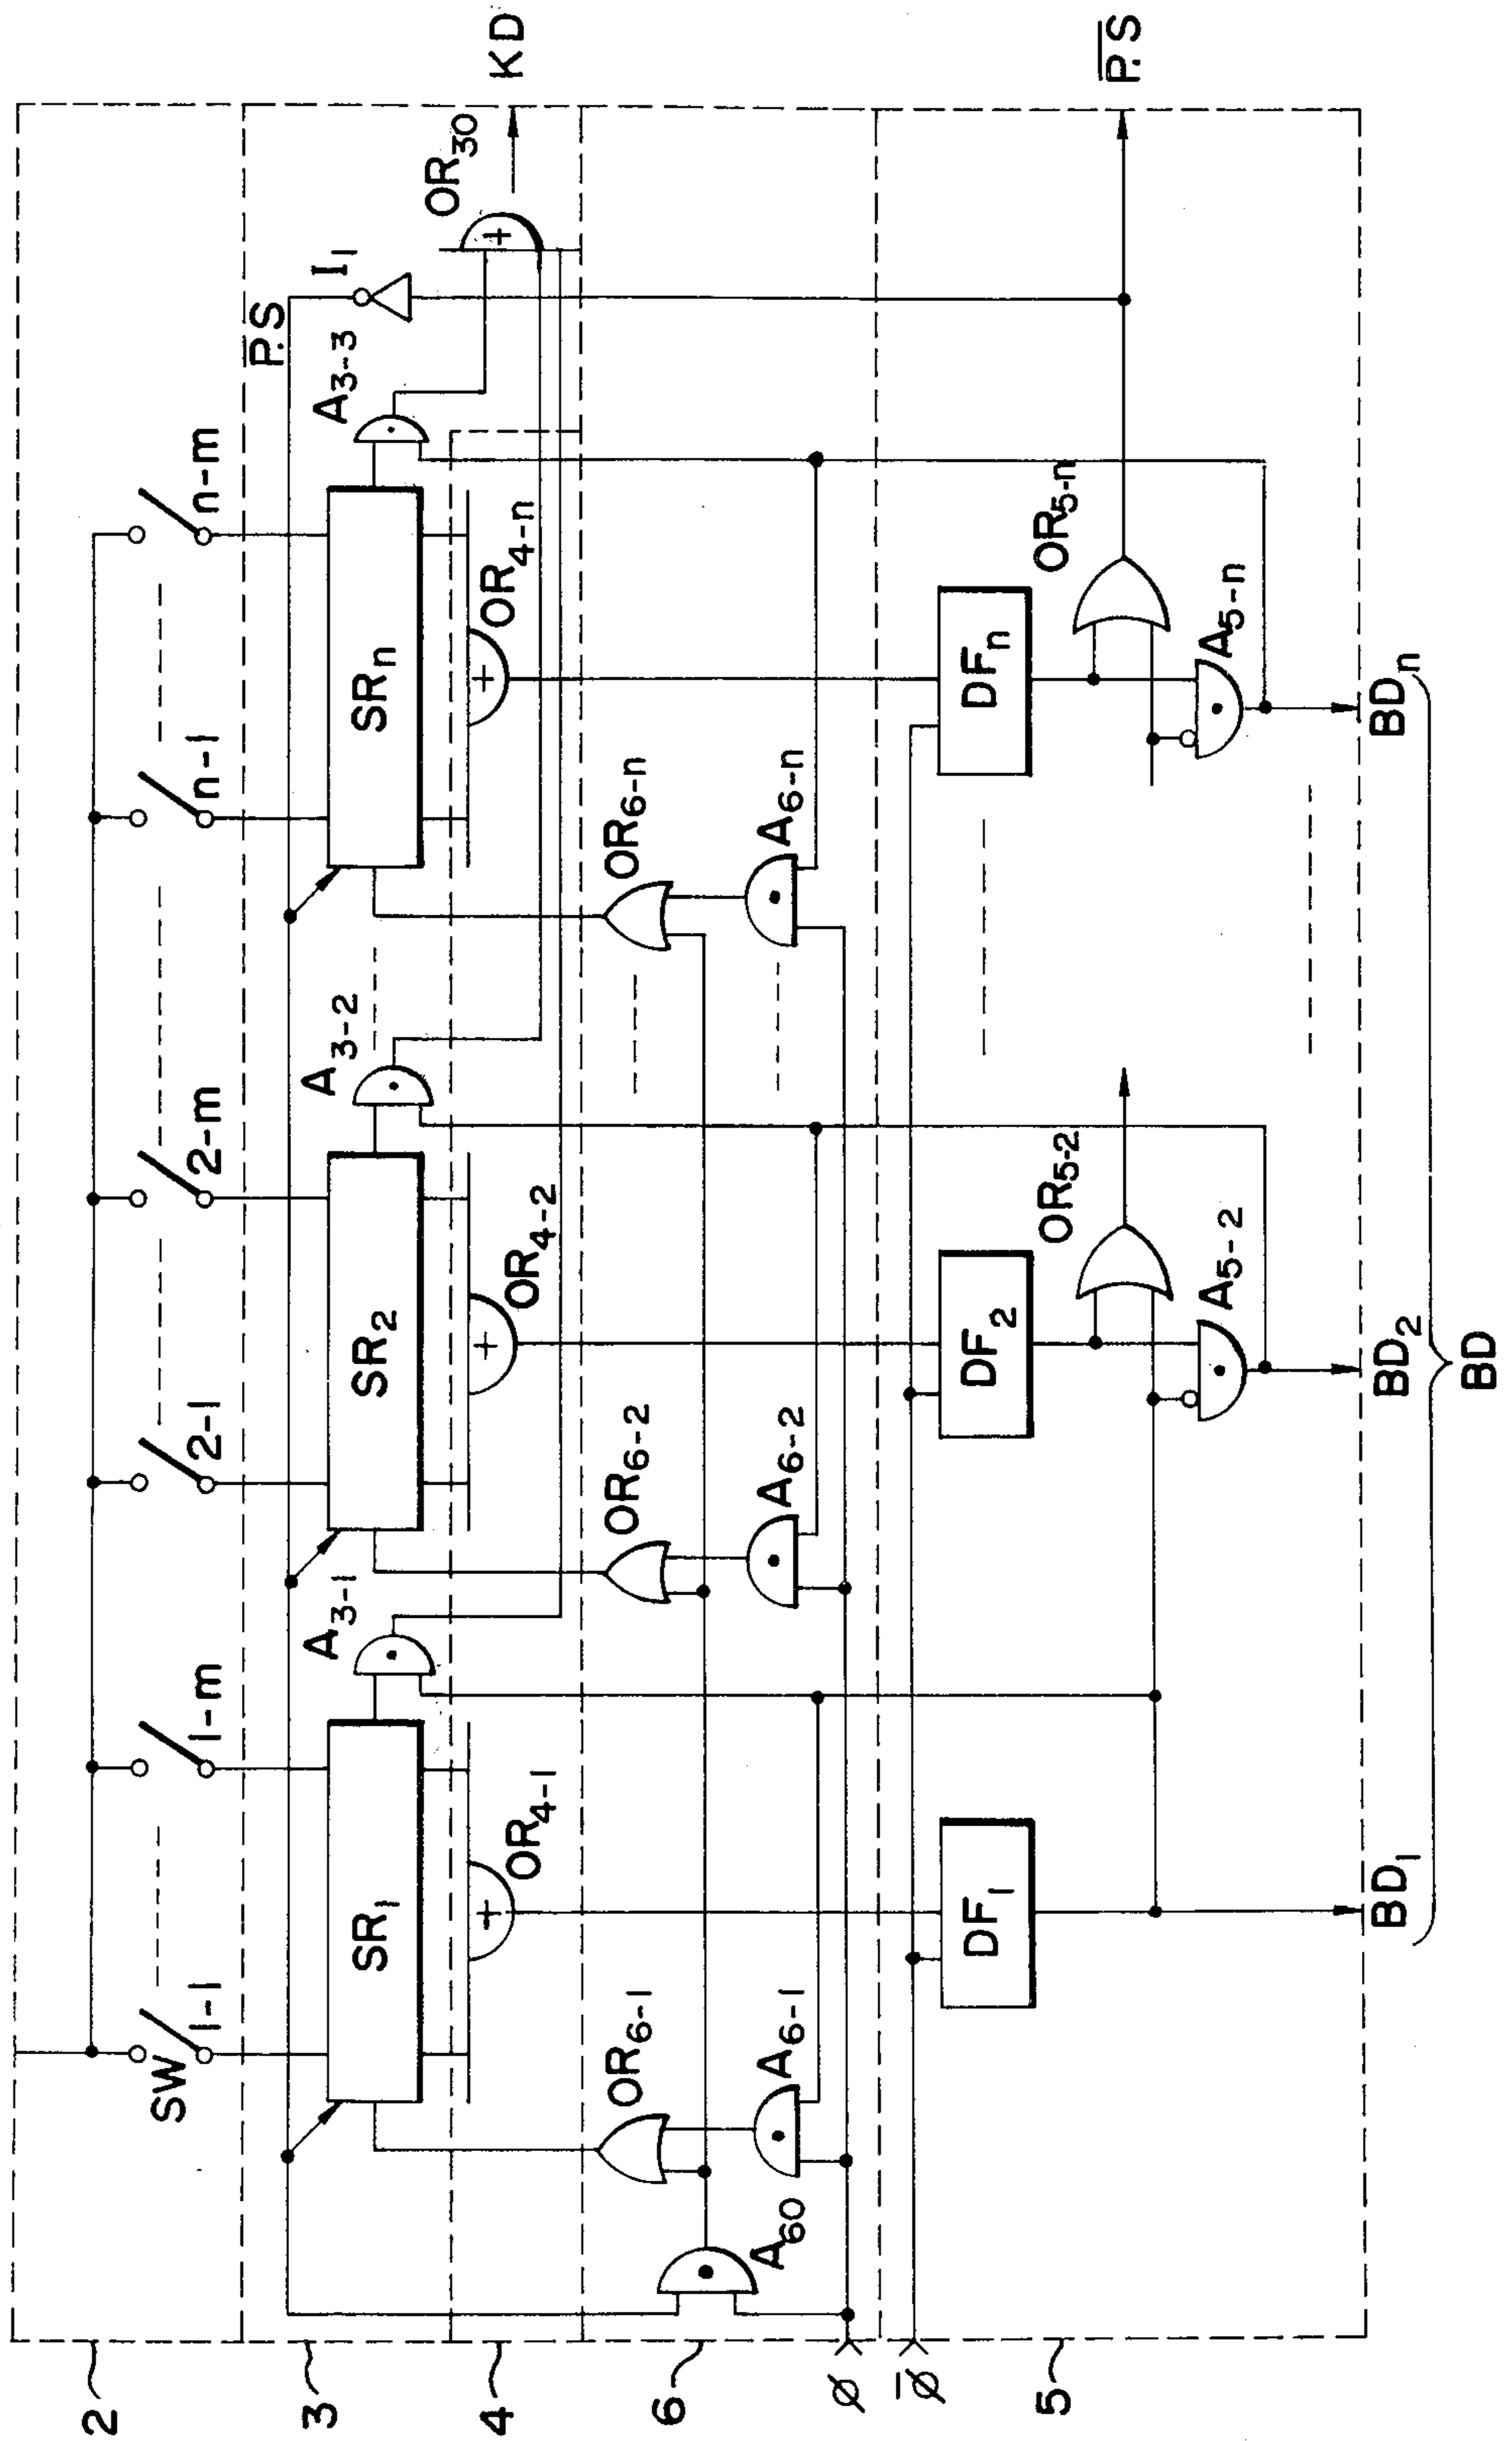 2
SW
1-1
1-m
2-1
2-m
n-1
n-m
3
P.S
I₁
SR₁
A₃₋₁
SR₂
A₃₋₂
SRₙ
A₃₋₃
OR₃₀
KD
4
OR₄₋₁
OR₄₋₂
OR₄₋ₙ
6
A₆₀
OR₆₋₁
OR₆₋₂
OR₆₋ₙ
A₆₋₁
A₆₋₂
A₆₋ₙ
Ø
Ø̅
5
DF₁
DF₂
DFₙ
OR₅₋₂
OR₅₋ₙ
P̅.̅S̅
A₅₋₂
A₅₋ₙ
BD₁
BD₂
BDₙ
BD